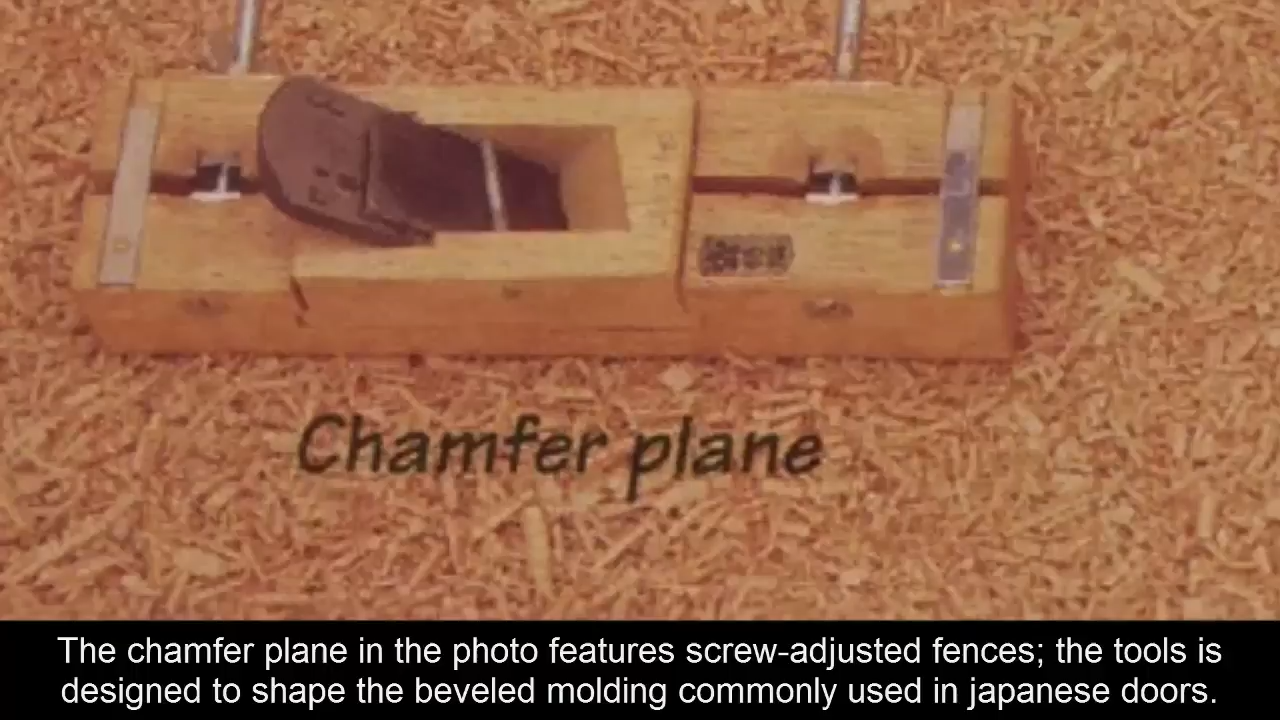 Chamfer plane
The chamfer plane in the photo features screw-adjusted fences; the tools is
designed to shape the beveled molding commonly used in japanese doors.